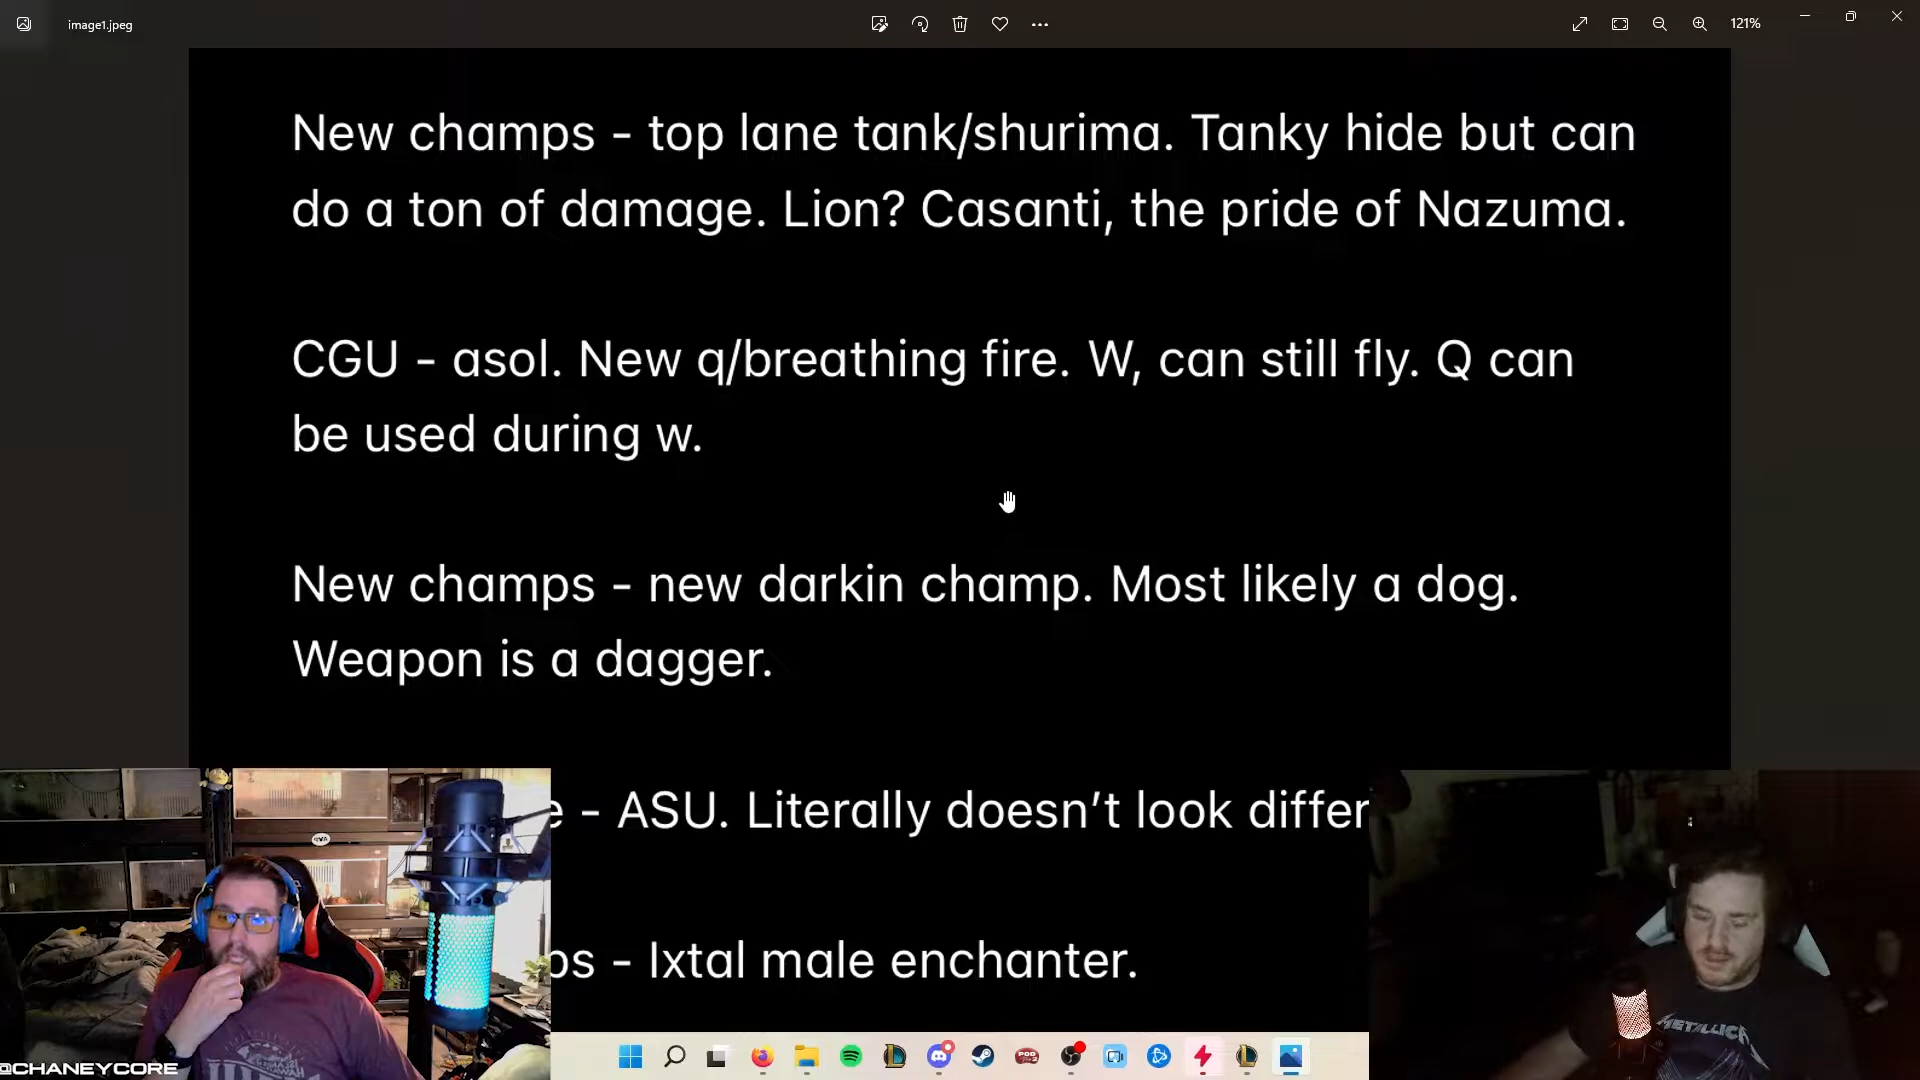 image1.jpeg
121%
New champs - top lane tank/shurima. Tanky hide but can
do a ton of damage. Lion? Casanti, the pride of Nazuma.
CGU - asol. New q/breathing fire. W, can still fly. Q can
be used during w.
New champs - new darkin champ. Most likely a dog.
Weapon is a dagger.
e - ASU. Literally doesn't look differ
ps - Ixtal male enchanter.
METALLICA
@CHANEYCORE